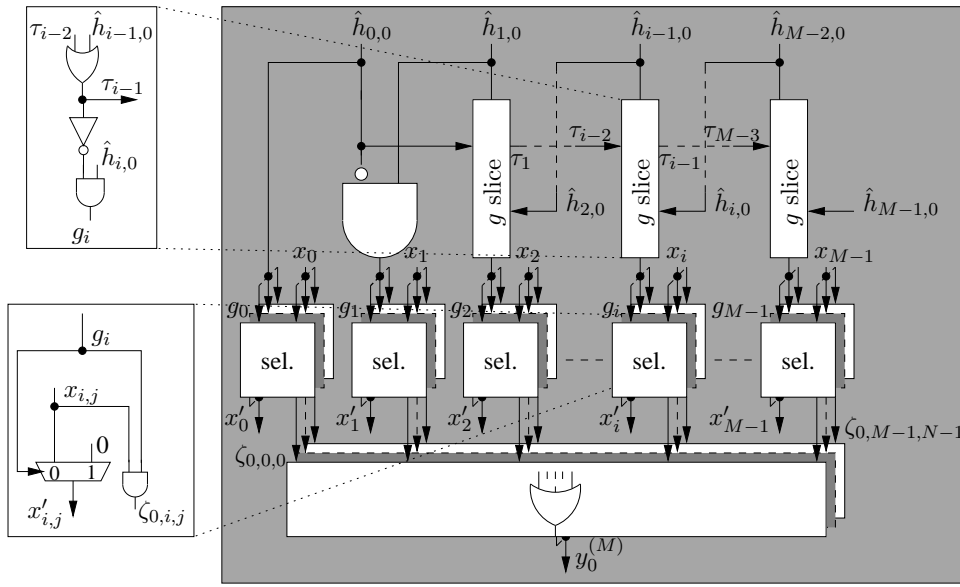 τ_{i−2} ĥ_{i−1,0}
τ_{i−1}
ĥ_{i,0}
g_i
ĥ_{0,0} ĥ_{1,0} ĥ_{i−1,0} ĥ_{M−2,0}
τ_1 τ_{i−2} τ_{i−1} τ_{M−3}
g slice g slice g slice
ĥ_{2,0} ĥ_{i,0} ĥ_{M−1,0}
x_0 x_1 x_2 x_i x_{M−1}
g_0 g_1 g_2 g_i g_{M−1}
sel. sel. sel. sel. sel.
x′_0 x′_1 x′_2 x′_i x′_{M−1}
ζ_{0,0,0} ζ_{0,M−1,N−1}
y_0^{(M)}
g_i
x_{i,j}
0
0 1
x′_{i,j} ζ_{0,i,j}